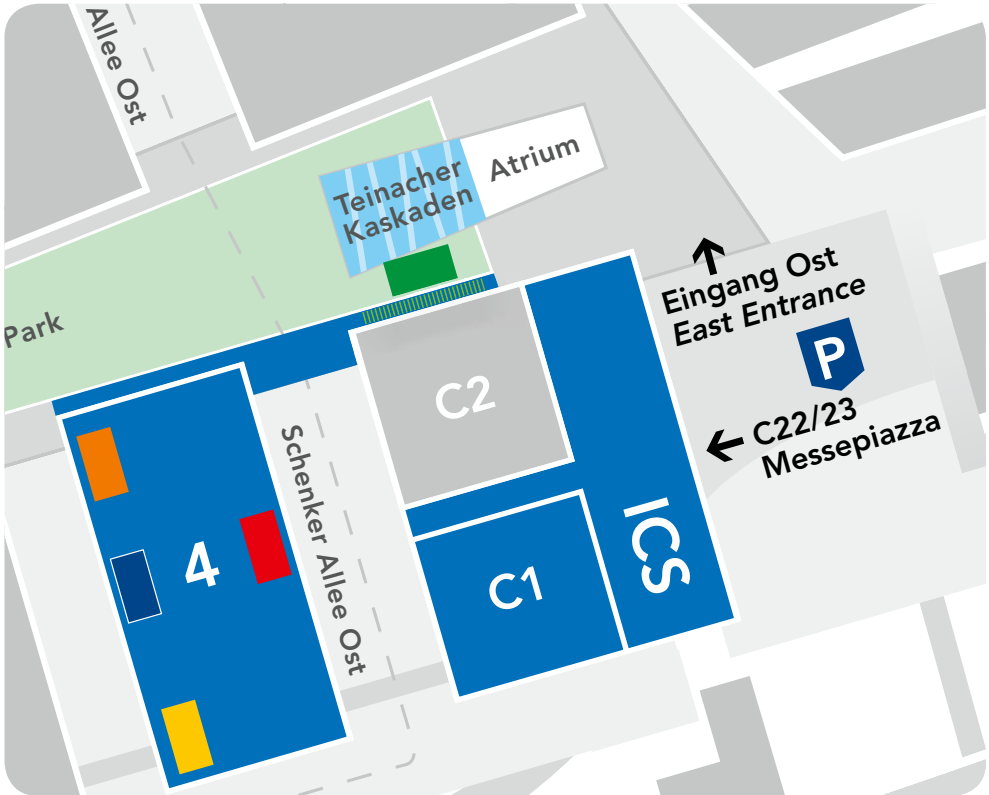 Allee Ost
Teinacher
Kaskaden
Atrium
Park
Eingang Ost
East Entrance
P
C22/23
Messepiazza
C2
Schenker Allee Ost
ICS
4
C1